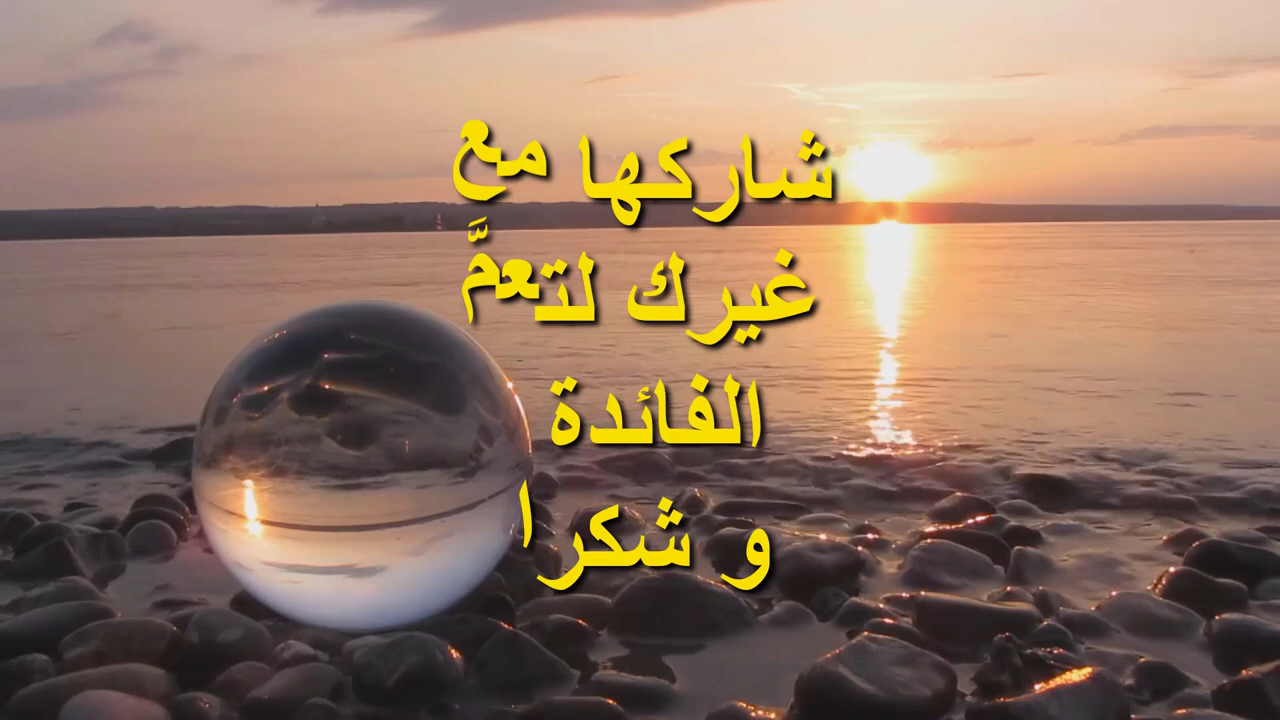 شاركها مع
غيرك لتعمَّ
الفائدة
و شكرا